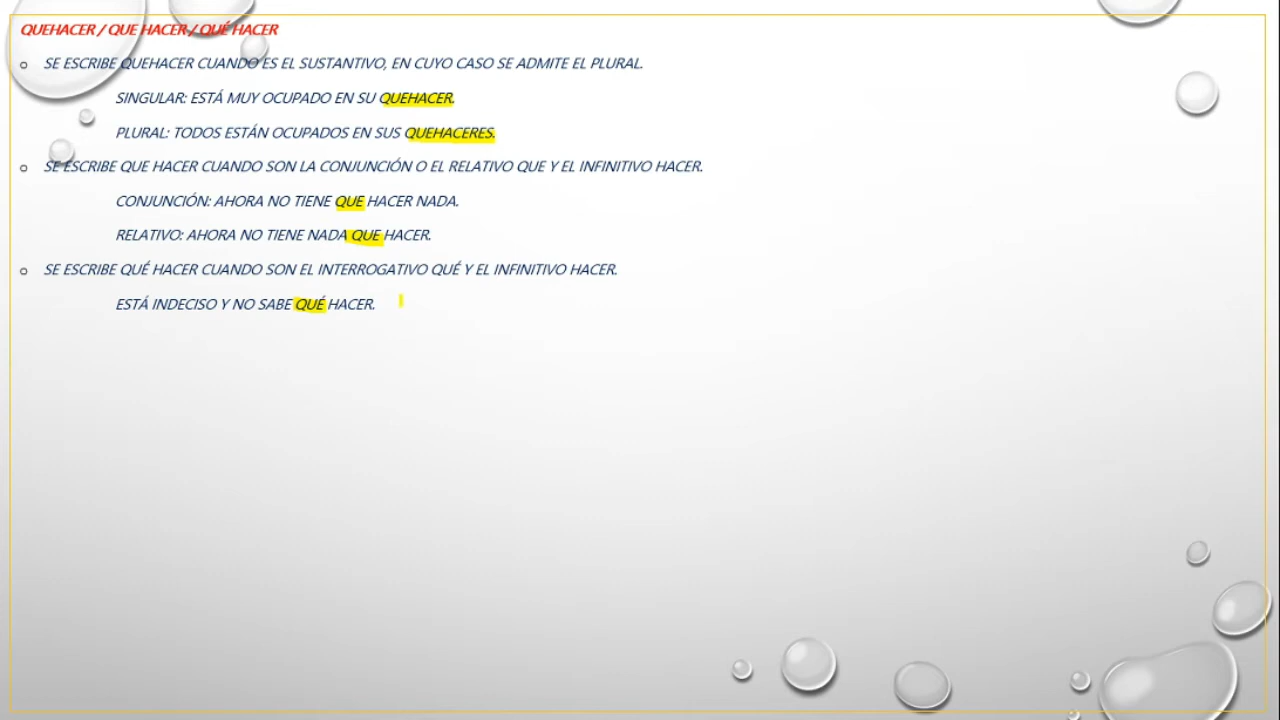 QUEHACER / QUE HACER / QUÉ HACER
SE ESCRIBE QUEHACER CUANDO ES EL SUSTANTIVO, EN CUYO CASO SE ADMITE EL PLURAL.
SINGULAR: ESTÁ MUY OCUPADO EN SU QUEHACER.
PLURAL: TODOS ESTÁN OCUPADOS EN SUS QUEHACERES.
SE ESCRIBE QUE HACER CUANDO SON LA CONJUNCIÓN O EL RELATIVO QUE Y EL INFINITIVO HACER.
CONJUNCIÓN: AHORA NO TIENE QUE HACER NADA.
RELATIVO: AHORA NO TIENE NADA QUE HACER.
SE ESCRIBE QUÉ HACER CUANDO SON EL INTERROGATIVO QUÉ Y EL INFINITIVO HACER.
ESTÁ INDECISO Y NO SABE QUÉ HACER.